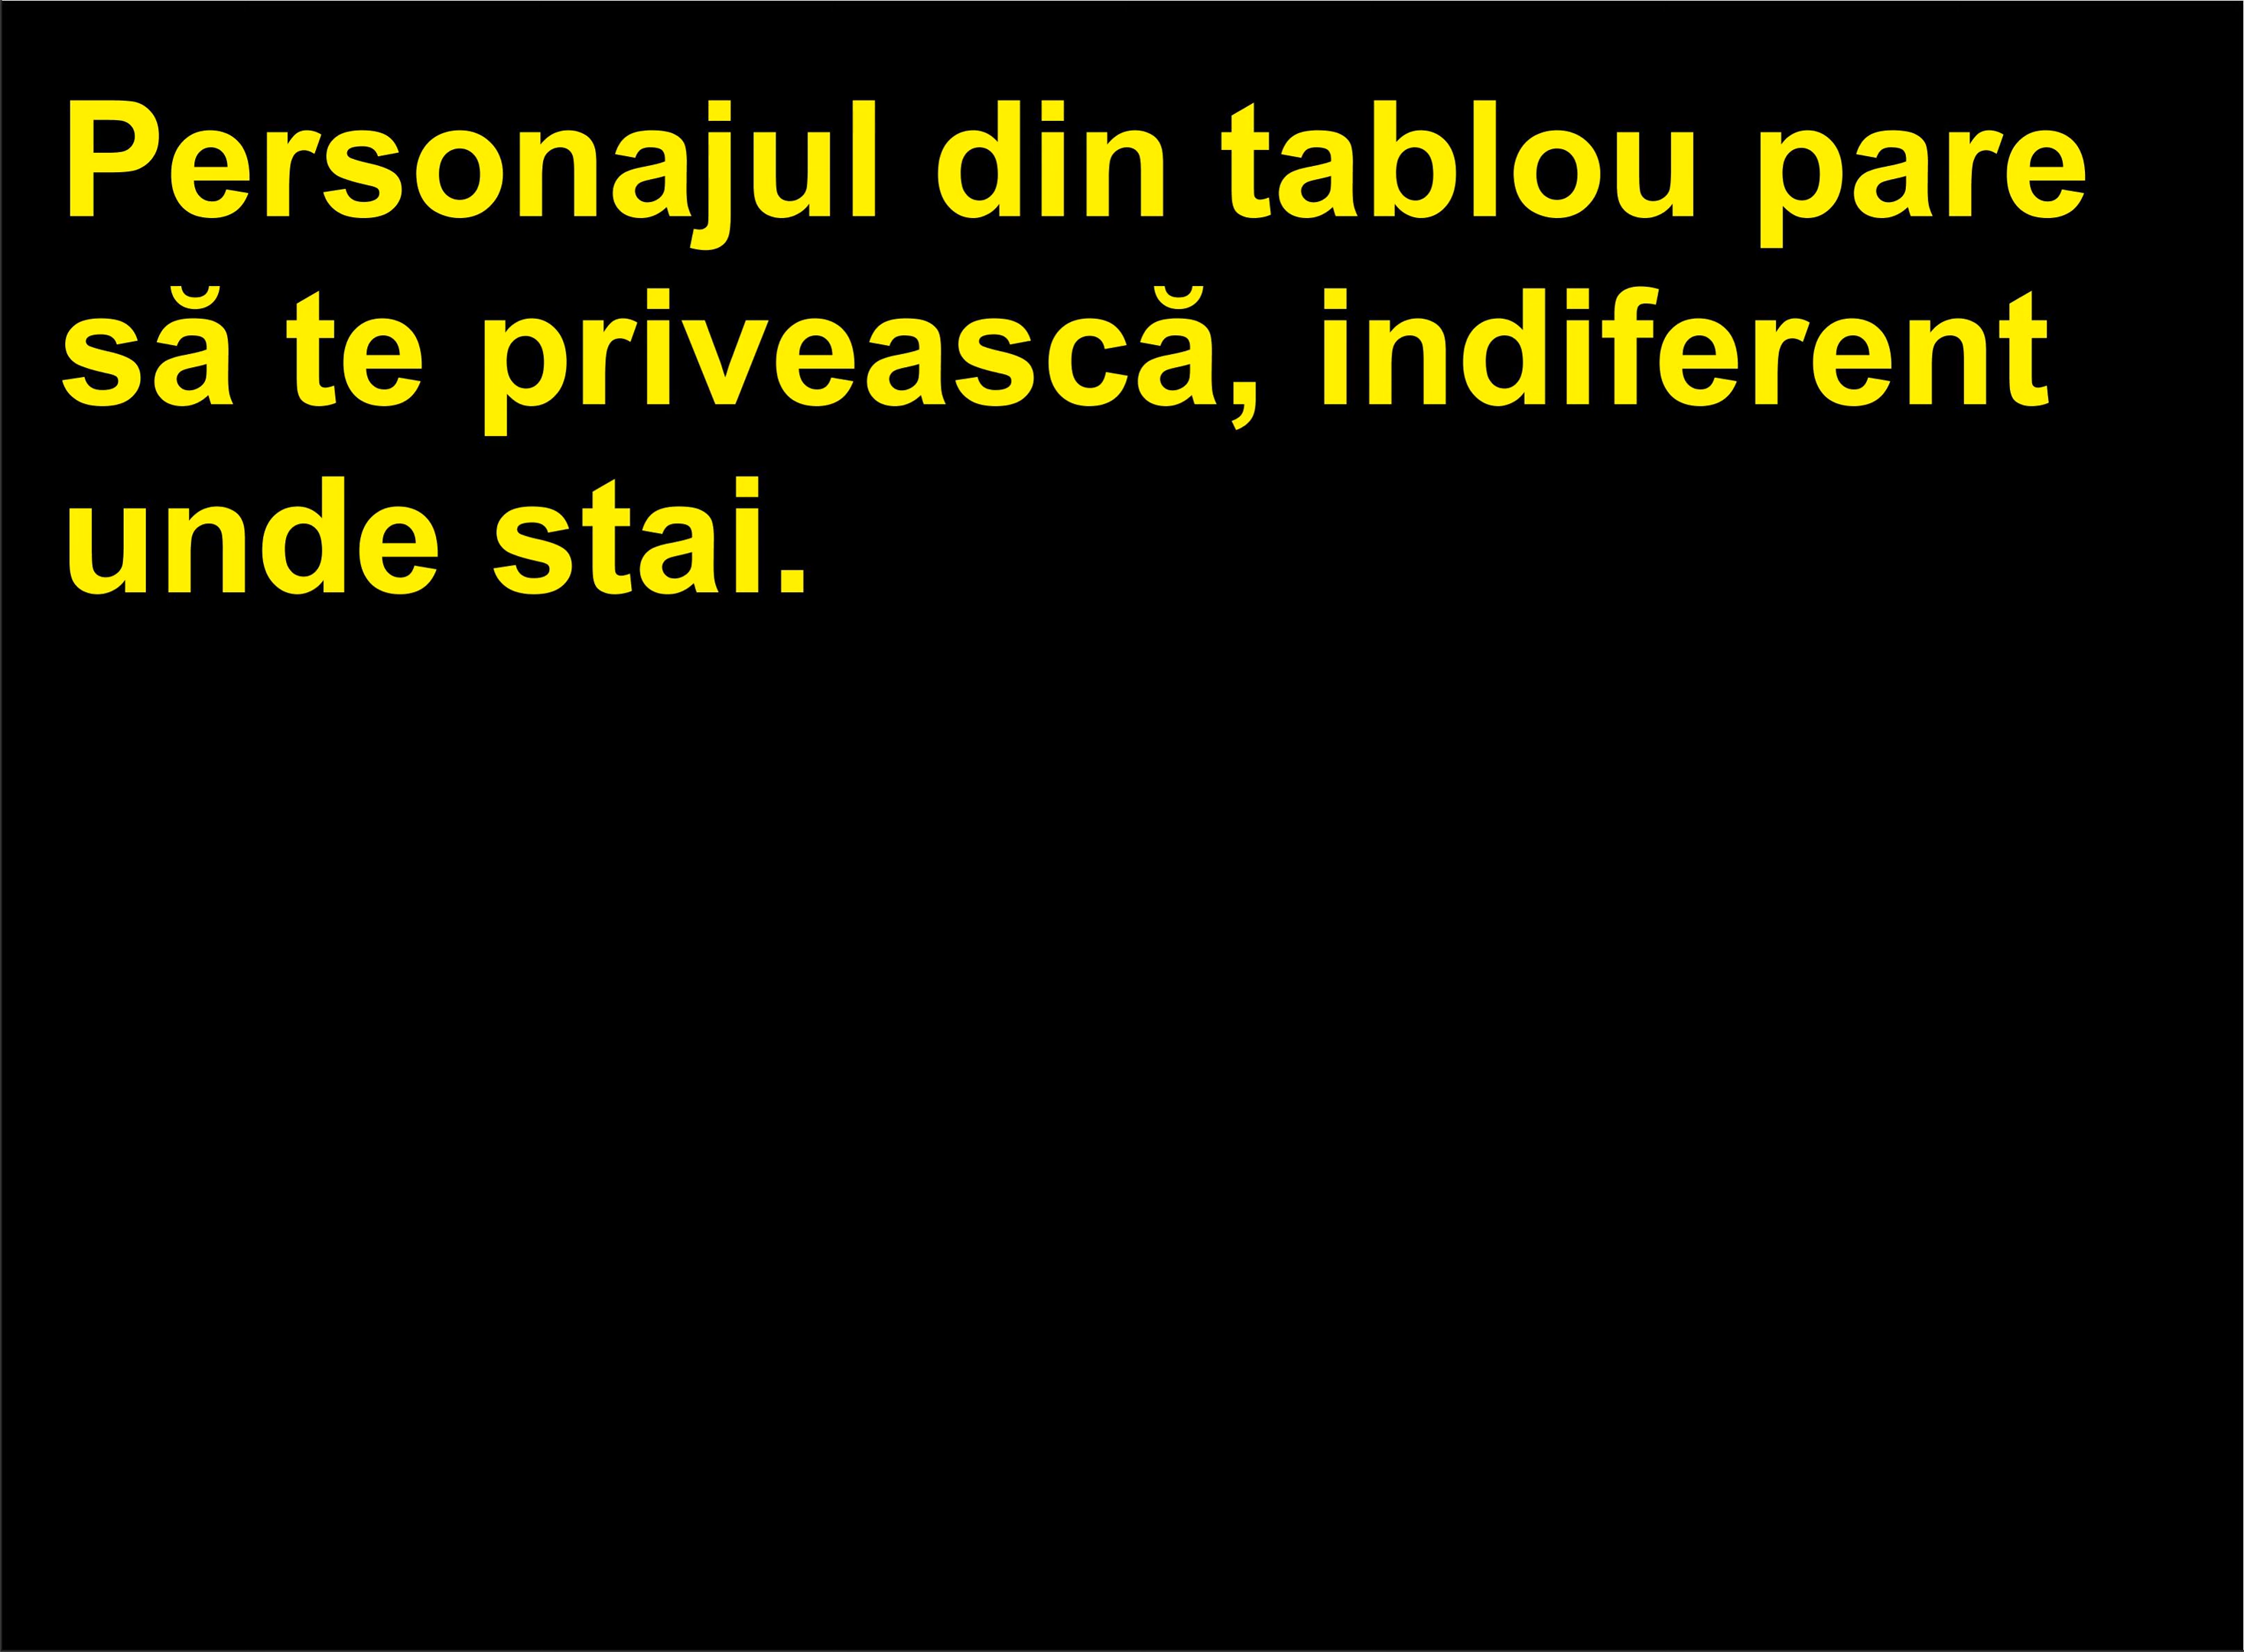 Personajul din tablou pare
să te privească, indiferent
unde stai.